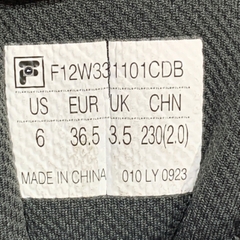 F12W331101CDB
US EUR UK CHN
6 36.5 3.5 230(2.0)
MADE IN CHINA 010 LY 0923